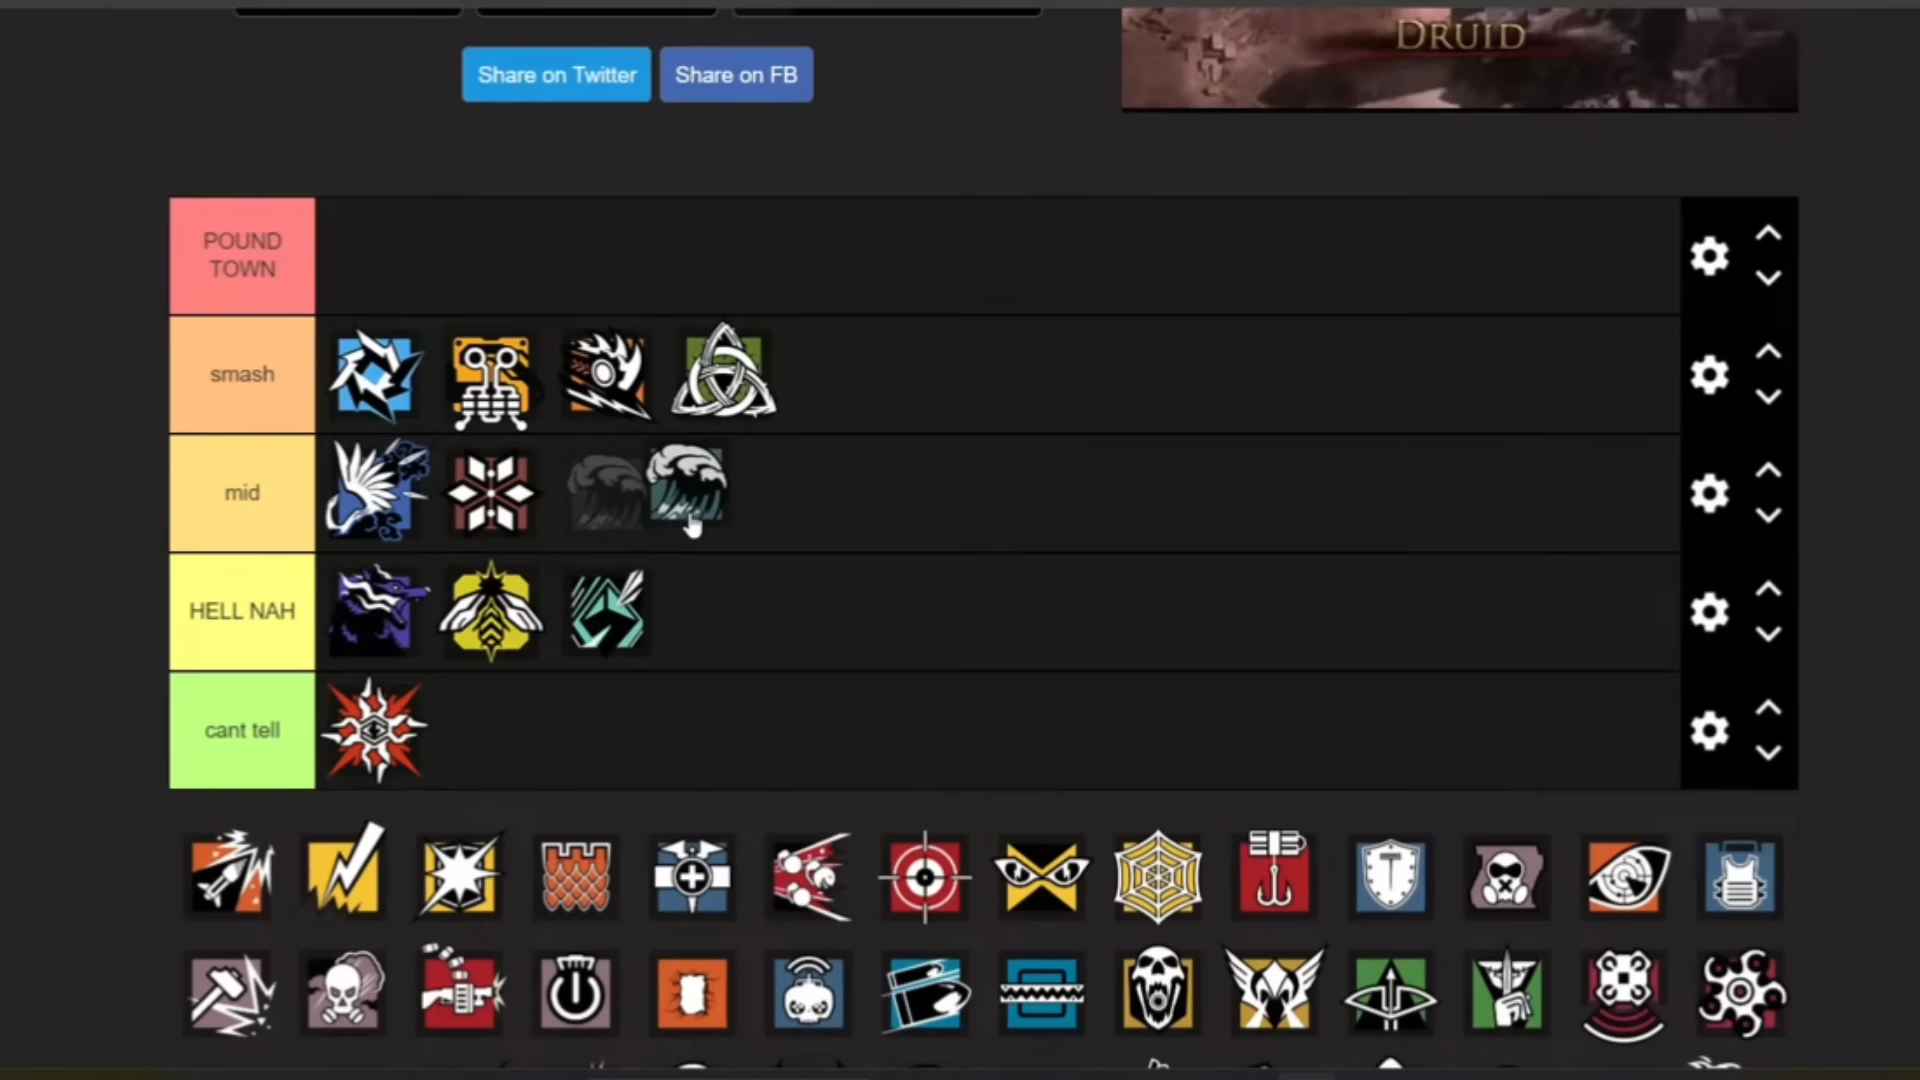 DRUID
Share on Twitter
Share on FB
POUND
TOWN
smash
mid
HELL NAH
cant tell